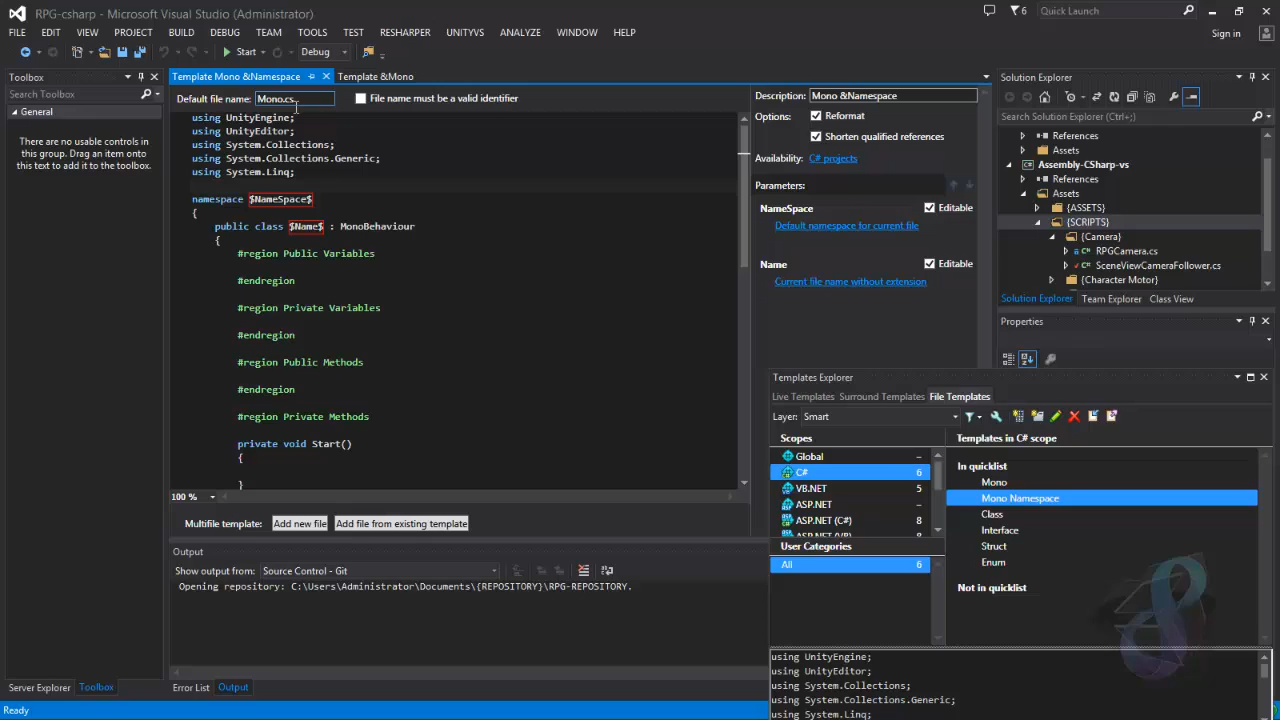 RPG-csharp - Microsoft Visual Studio (Administrator)
6
Quick Launch
FILE EDIT VIEW PROJECT BUILD DEBUG TEAM TOOLS TEST RESHARPER UNITYVS ANALYZE WINDOW HELP
Sign in
Start
Debug
Toolbox
Search Toolbox
General
There are no usable controls in
this group. Drag an item onto
this text to add it to the toolbox.
Server Explorer Toolbox
Template Mono &Namespace
Template &Mono
Default file name: Mono.cs
File name must be a valid identifier
using UnityEngine;
using UnityEditor;
using System.Collections;
using System.Collections.Generic;
using System.Linq;
namespace $NameSpace$
{
public class $Name$ : MonoBehaviour
{
#region Public Variables
#endregion
#region Private Variables
#endregion
#region Public Methods
#endregion
#region Private Methods
private void Start()
{
}
100 %
Multifile template: Add new file Add file from existing template
Description: Mono &Namespace
Options: Reformat
Shorten qualified references
Availability: C# projects
Parameters:
NameSpace Editable
Default namespace for current file
Name Editable
Current file name without extension
Output
Show output from: Source Control - Git
Opening repository: C:\Users\Administrator\Documents\{REPOSITORY}\RPG-REPOSITORY.
Error List Output
Ready
Solution Explorer
Search Solution Explorer (Ctrl+;)
References
Assets
Assembly-CSharp-vs
References
Assets
{ASSETS}
{SCRIPTS}
{Camera}
RPGCamera.cs
SceneViewCameraFollower.cs
{Character Motor}
Solution Explorer Team Explorer Class View
Properties
Templates Explorer
Live Templates Surround Templates File Templates
Layer: Smart
Scopes
Global –
C# 6
VB.NET 5
ASP.NET –
ASP.NET (C#) 8
ASP.NET (VB) 8
User Categories
All 6
Templates in C# scope
In quicklist
Mono
Mono Namespace
Class
Interface
Struct
Enum
Not in quicklist
using UnityEngine;
using UnityEditor;
using System.Collections;
using System.Collections.Generic;
using System.Linq;